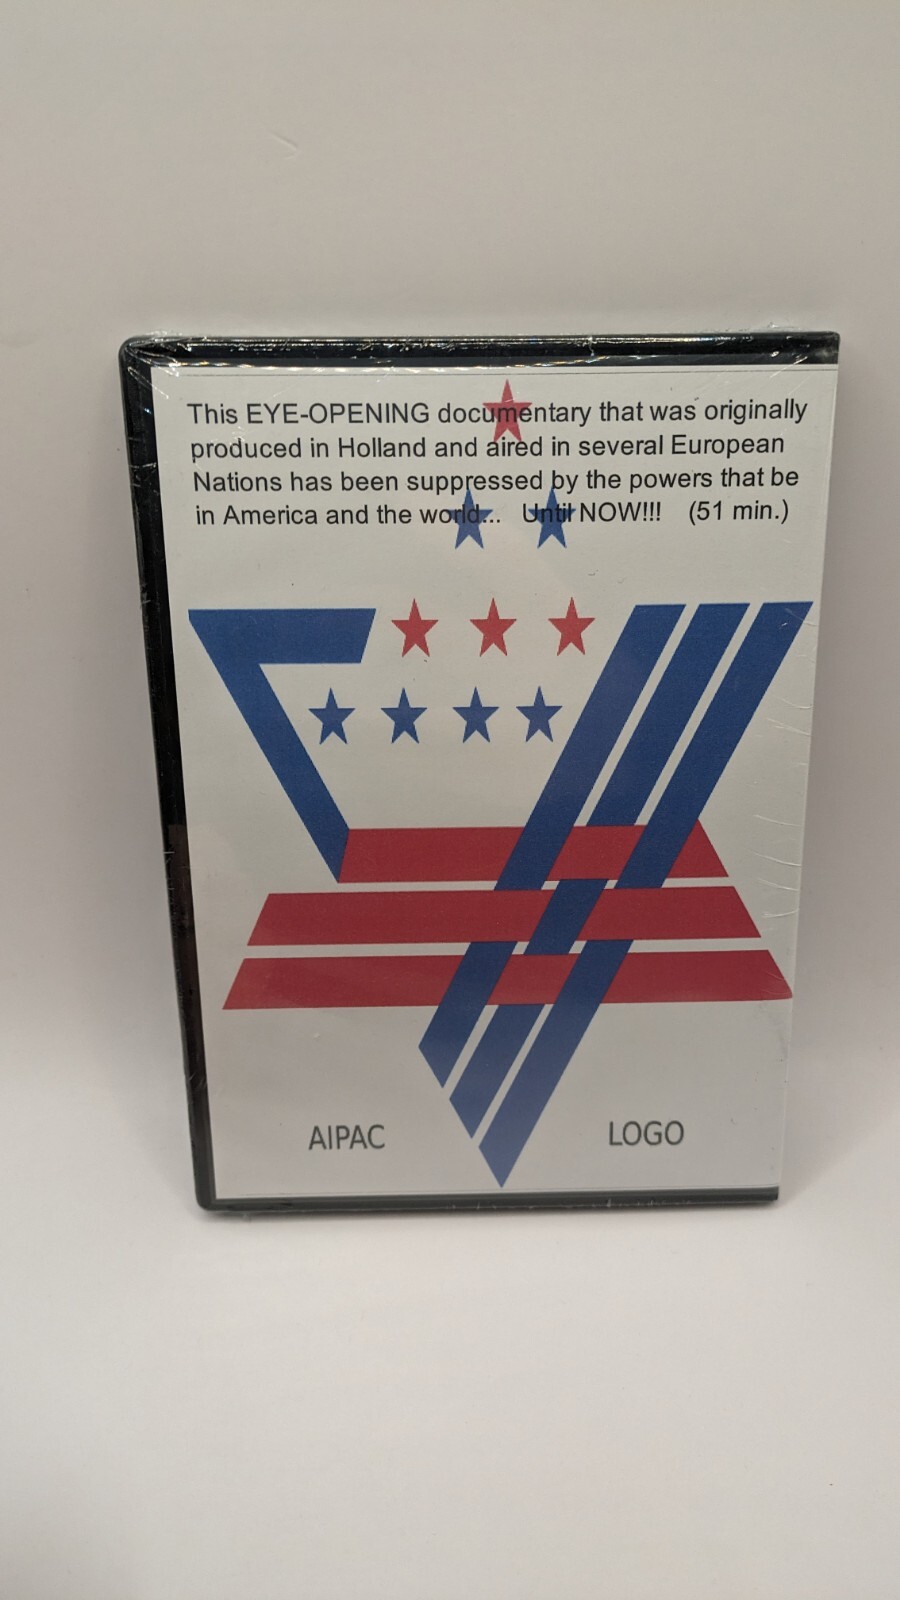 This EYE-OPENING documentary that was originally
produced in Holland and aired in several European
Nations has been suppressed by the powers that be
in America and the world... Until NOW!!! (51 min.)
AIPAC LOGO